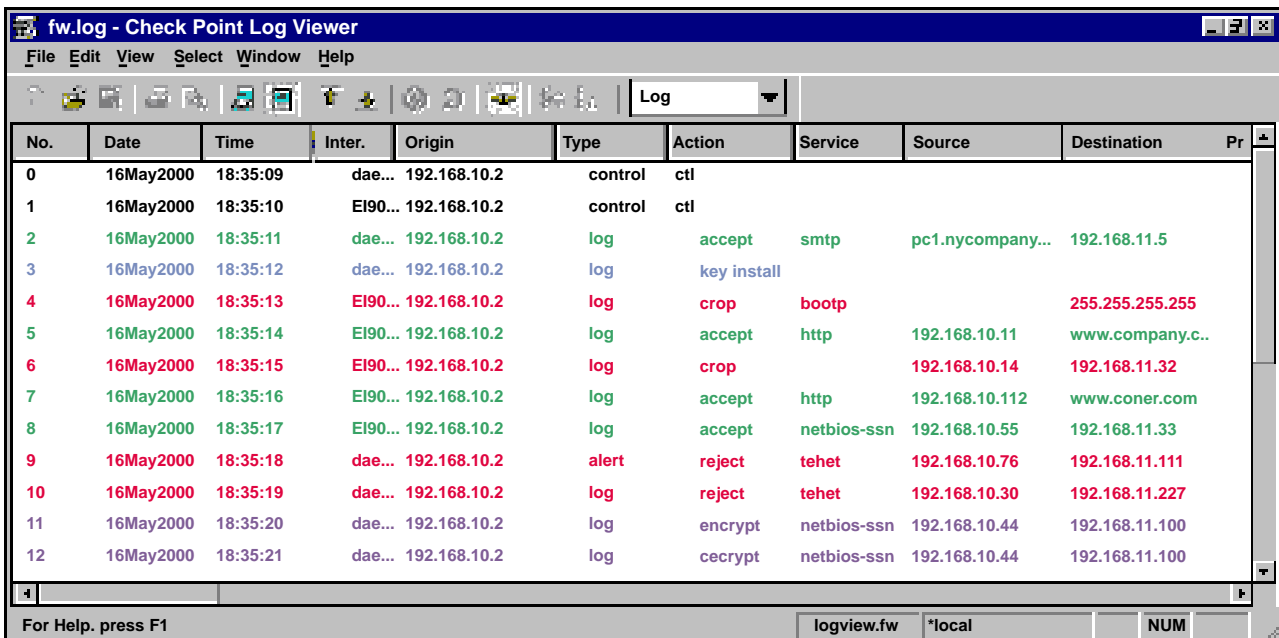 fw.log - Check Point Log Viewer
File Edit View Select Window Help
Log
No. Date Time Inter. Origin Type Action Service Source Destination Pr
0 16May2000 18:35:09 dae... 192.168.10.2 control ctl
1 16May2000 18:35:10 El90... 192.168.10.2 control ctl
2 16May2000 18:35:11 dae... 192.168.10.2 log accept smtp pc1.nycompany... 192.168.11.5
3 16May2000 18:35:12 dae... 192.168.10.2 log key install
4 16May2000 18:35:13 El90... 192.168.10.2 log crop bootp 255.255.255.255
5 16May2000 18:35:14 El90... 192.168.10.2 log accept http 192.168.10.11 www.company.c..
6 16May2000 18:35:15 El90... 192.168.10.2 log crop 192.168.10.14 192.168.11.32
7 16May2000 18:35:16 El90... 192.168.10.2 log accept http 192.168.10.112 www.coner.com
8 16May2000 18:35:17 El90... 192.168.10.2 log accept netbios-ssn 192.168.10.55 192.168.11.33
9 16May2000 18:35:18 dae... 192.168.10.2 alert reject tehet 192.168.10.76 192.168.11.111
10 16May2000 18:35:19 dae... 192.168.10.2 log reject tehet 192.168.10.30 192.168.11.227
11 16May2000 18:35:20 dae... 192.168.10.2 log encrypt netbios-ssn 192.168.10.44 192.168.11.100
12 16May2000 18:35:21 dae... 192.168.10.2 log cecrypt netbios-ssn 192.168.10.44 192.168.11.100
For Help. press F1 logview.fw *local NUM